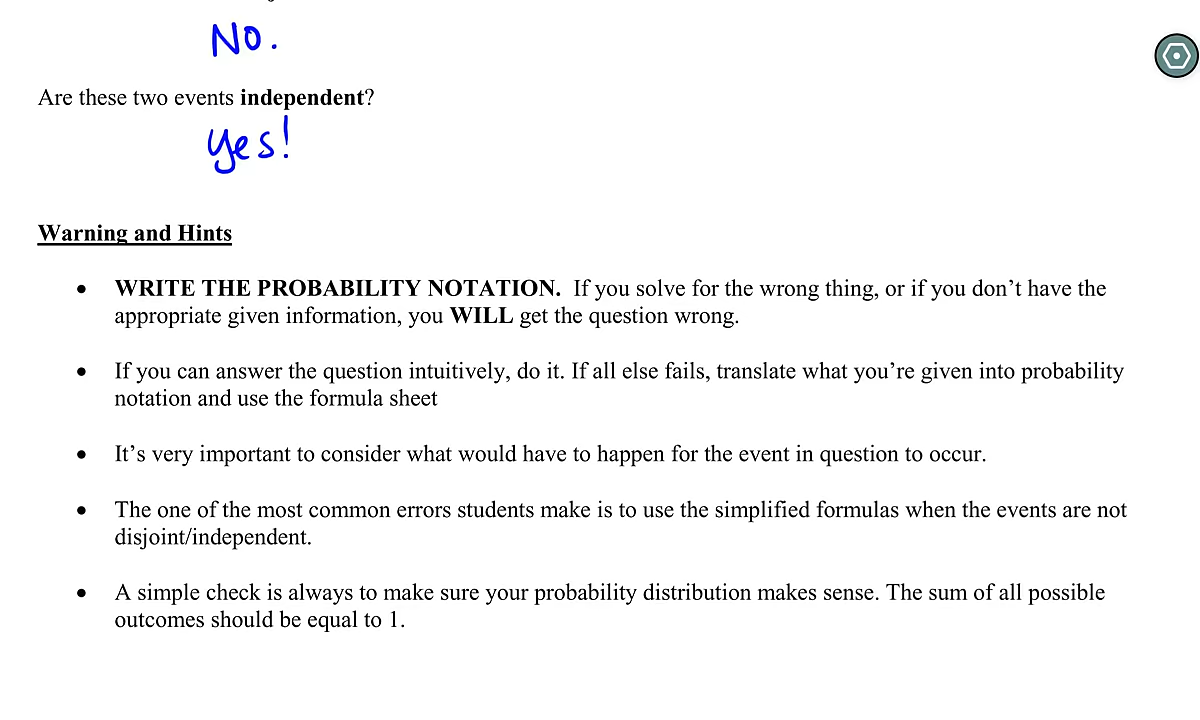 No.
Are these two events independent?
Yes!
Warning and Hints
• WRITE THE PROBABILITY NOTATION. If you solve for the wrong thing, or if you don’t have the
appropriate given information, you WILL get the question wrong.
• If you can answer the question intuitively, do it. If all else fails, translate what you’re given into probability
notation and use the formula sheet
• It’s very important to consider what would have to happen for the event in question to occur.
• The one of the most common errors students make is to use the simplified formulas when the events are not
disjoint/independent.
• A simple check is always to make sure your probability distribution makes sense. The sum of all possible
outcomes should be equal to 1.